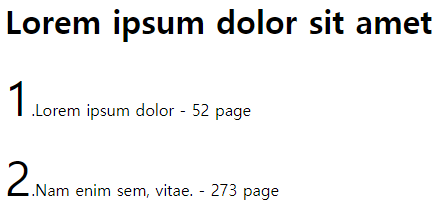 Lorem ipsum dolor sit amet
1.Lorem ipsum dolor - 52 page
2.Nam enim sem, vitae. - 273 page